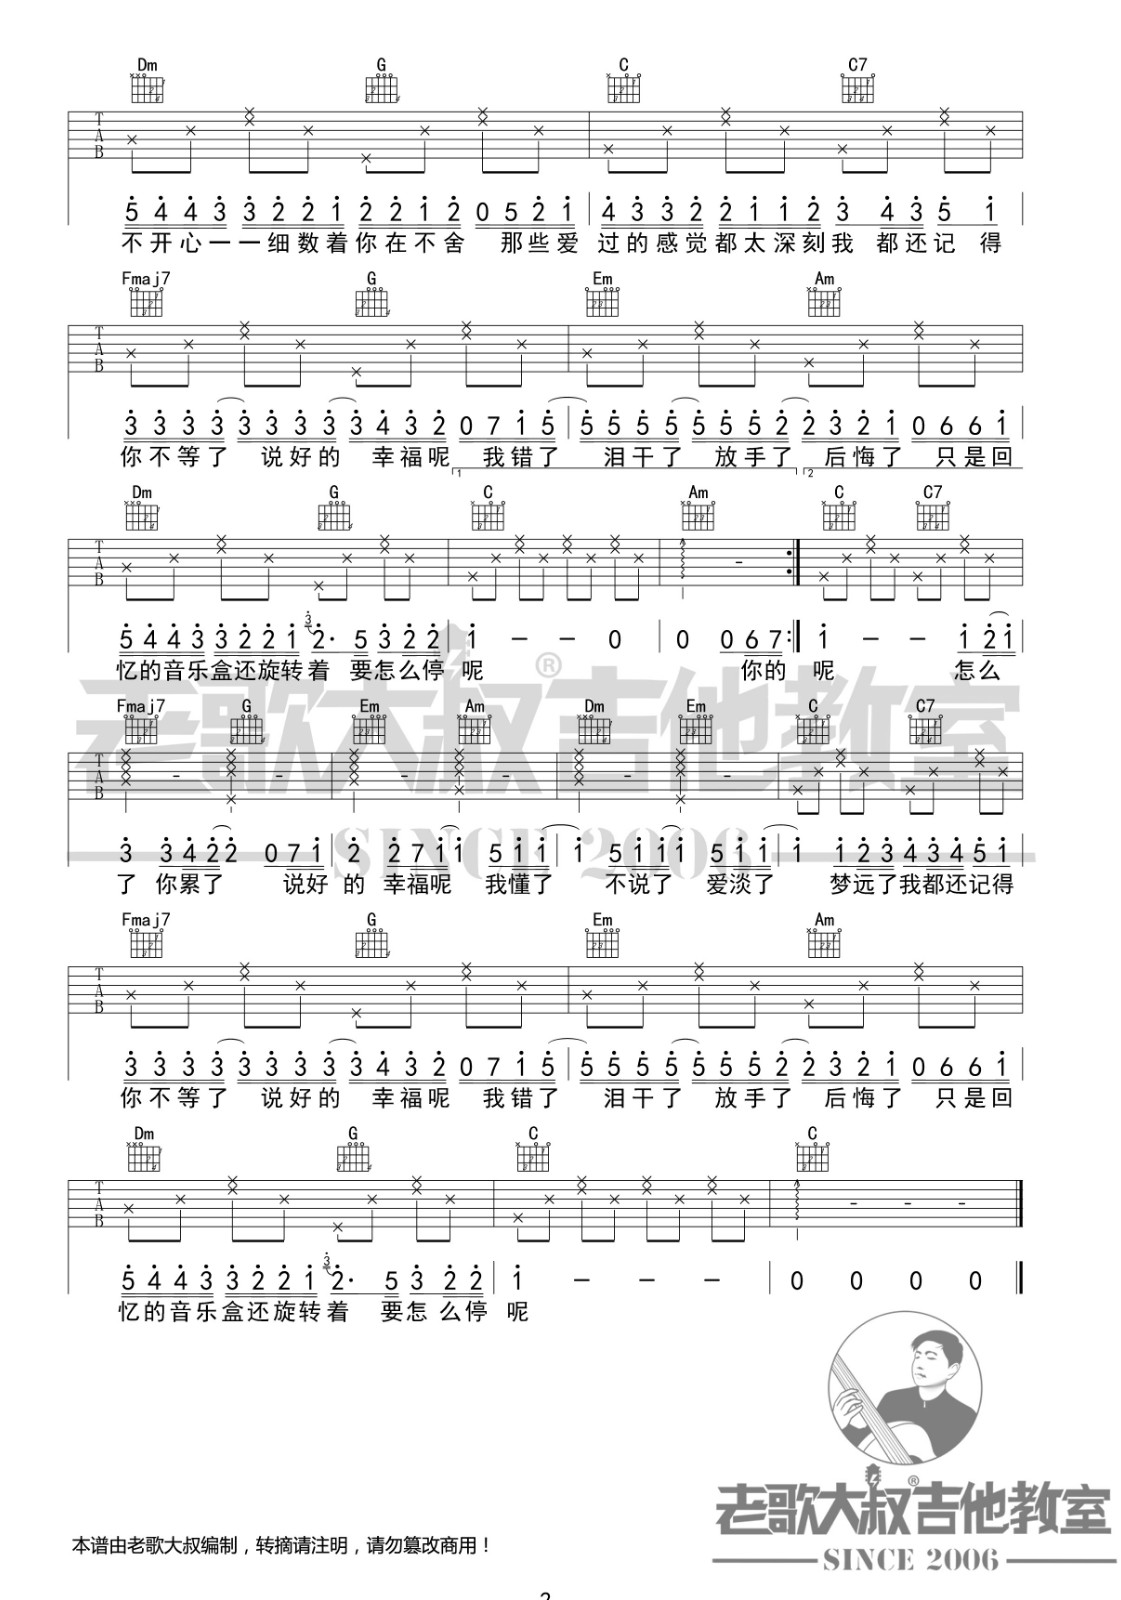 Dm G C C7
T A B
5 4 4 3 3 2 2 1 2 2 1 2 0 5 2 1 4 3 3 2 2 1 1 2 3 4 3 5 1
不开心一一细数着你在不舍 那些爱 过的感觉都太深刻我 都还记 得
Fmaj7 G Em Am
T A B
3 3 3 3 3 3 3 3 4 3 2 0 7 1 5 5 5 5 5 5 5 5 2 2 3 2 1 0 6 6 1
你不等了 说好的 幸福呢 我错了 泪干了 放手了 后悔了 只是回
1 2
Dm G C Am C C7
T A B
5 4 4 3 3 2 2 1 3 2· 5 3 2 2 1 – – 0 0 0 6 7 :‖ 1 – – 1 2 1
忆的音乐盒还旋转着 要怎么停 呢 你的 呢 怎么
Fmaj7 G Em Am Dm Em C C7
T A B
3 3 4 2 2 0 7 1 2 2 7 1 1 5 1 1 1 5 1 1 1 5 1 1 1 1 2 3 4 3 4 5 1
了 你累了 说好 的 幸福呢 我懂了 不说了 爱淡了 梦远了我都还记得
Fmaj7 G Em Am
T A B
3 3 3 3 3 3 3 3 4 3 2 0 7 1 5 5 5 5 5 5 5 5 2 2 3 2 1 0 6 6 1
你不等了 说好的 幸福呢 我错了 泪干了 放手了 后悔了 只是回
Dm G C C
T A B
5 4 4 3 3 2 2 1 3 2· 5 3 2 2 1 – – – 0 0 0 0
忆的音乐盒还旋转着 要怎么停 呢
老歌大叔®吉他教室
SINCE 2006
老歌大叔®吉他教室
SINCE 2006
本谱由老歌大叔编制，转摘请注明，请勿篡改商用！
2